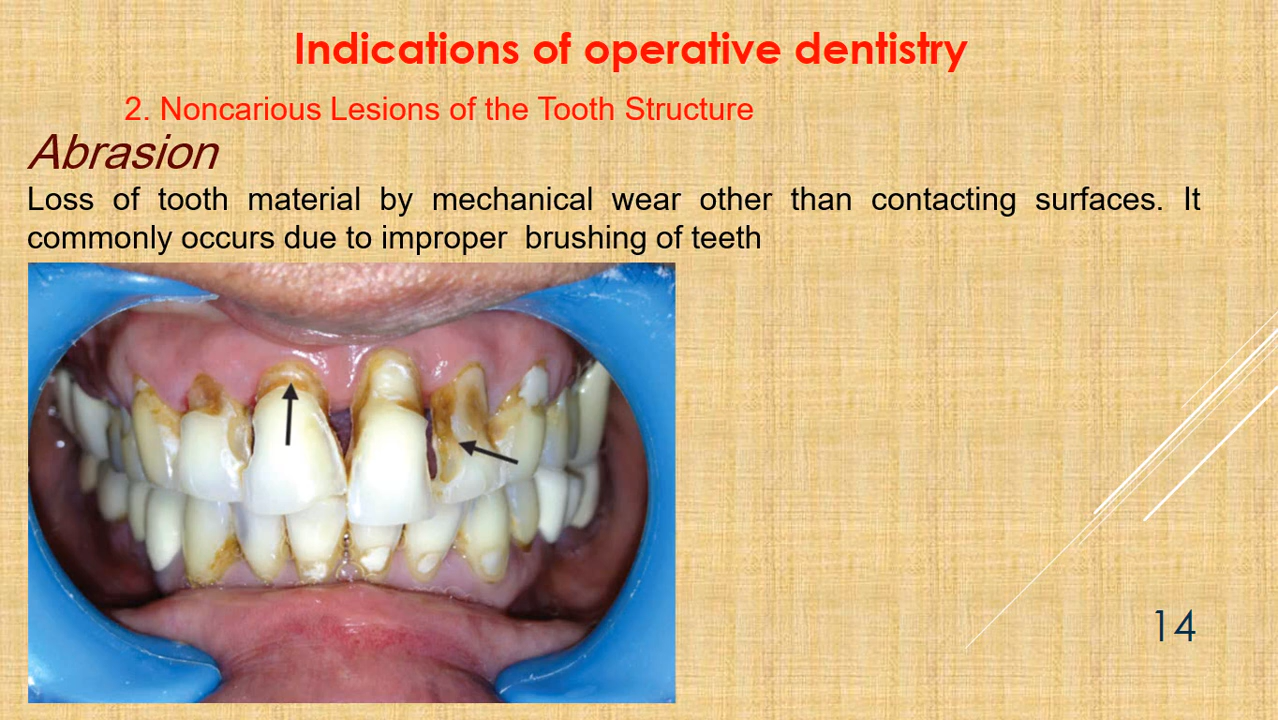 Indications of operative dentistry
2. Noncarious Lesions of the Tooth Structure
Abrasion
Loss of tooth material by mechanical wear other than contacting surfaces. It
commonly occurs due to improper  brushing of teeth
14